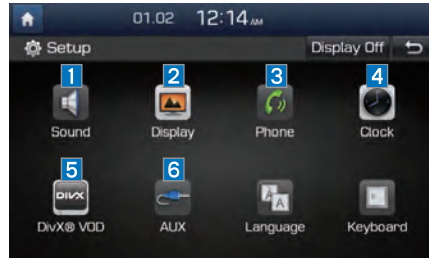 01.02 12:14 AM
Setup Display Off
1 2 3 4
Sound Display Phone Clock
5 6
DIVX
A A
DivX® VOD AUX Language Keyboard